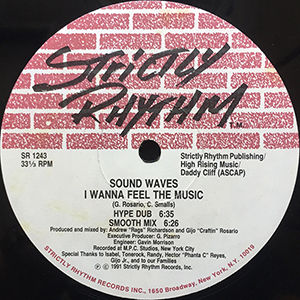 STRICTLY
RHYTHM
T.M.
SR 1243
33⅓ RPM
Strictly Rhythm Publishing/
High Rising Music/
Daddy Cliff (ASCAP)
SOUND WAVES
I WANNA FEEL THE MUSIC
(G. Rosario, C. Smalls)
HYPE DUB 6:35
SMOOTH MIX 6:26
Produced and mixed by: Andrew "Rags" Richardson and Gijo "Craftin" Rosario
Executive Producer: G. Pizarro
Engineer: Gavin Morrison
Recorded at M.P.C. Studios, New York City
Special Thanks to Isabel, Tonerock, Randy, Hector "Phanta C" Reyes,
Gijo Jr., and to our Families
℗ © 1991 Strictly Rhythm Records, Inc.
STRICTLY RHYTHM RECORDS INC., 1650 Broadway, New York, N.Y. 10019